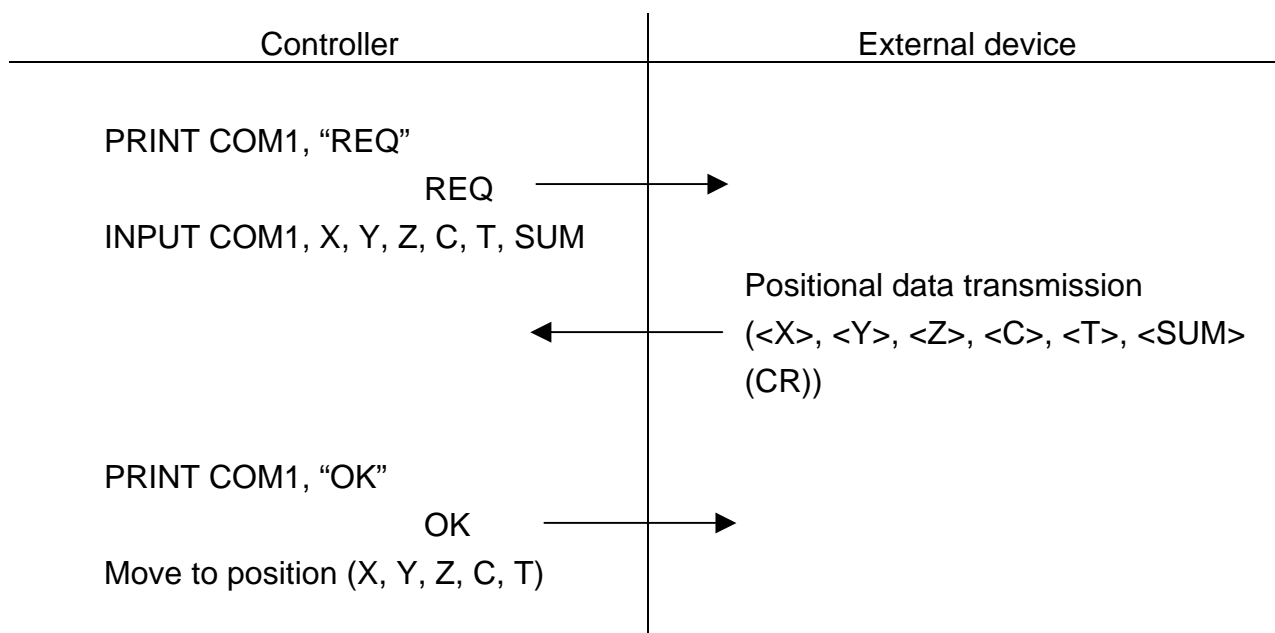 Controller
External device
PRINT COM1, “REQ”
REQ
INPUT COM1, X, Y, Z, C, T, SUM
Positional data transmission
(<X>, <Y>, <Z>, <C>, <T>, <SUM>
(CR))
PRINT COM1, “OK”
OK
Move to position (X, Y, Z, C, T)